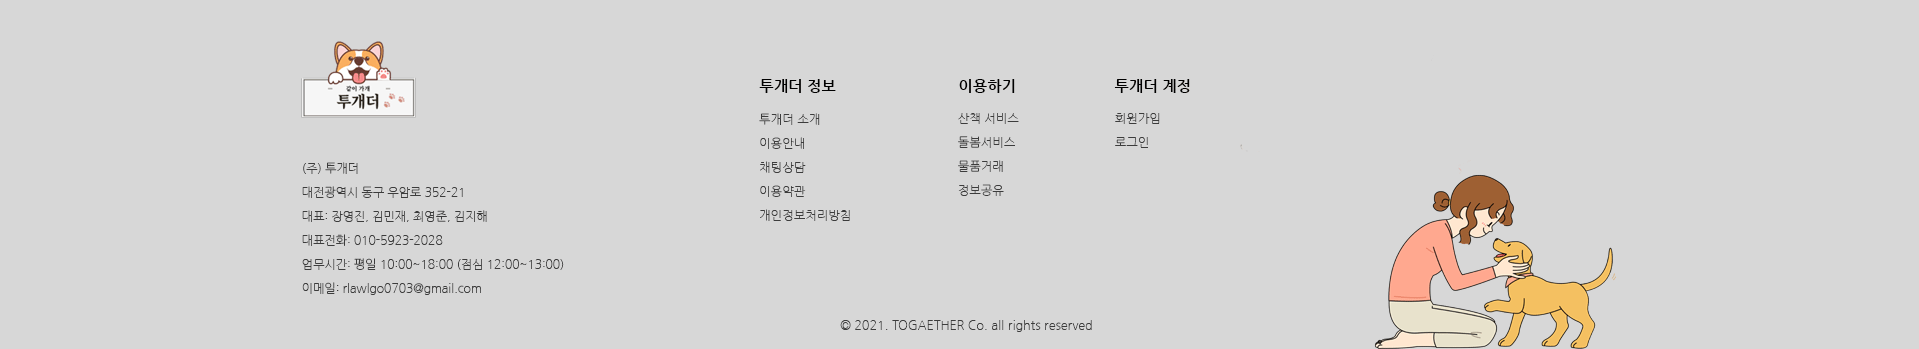 같이 가개
투개더
(주) 투개더
대전광역시 동구 우암로 352-21
대표: 장영진, 김민재, 최영준, 김지해
대표전화: 010-5923-2028
업무시간: 평일 10:00~18:00 (점심 12:00~13:00)
이메일: rlawlgo0703@gmail.com
투개더 정보
투개더 소개
이용안내
채팅상담
이용약관
개인정보처리방침
이용하기
산책 서비스
돌봄서비스
물품거래
정보공유
투개더 계정
회원가입
로그인
© 2021. TOGAETHER Co. all rights reserved